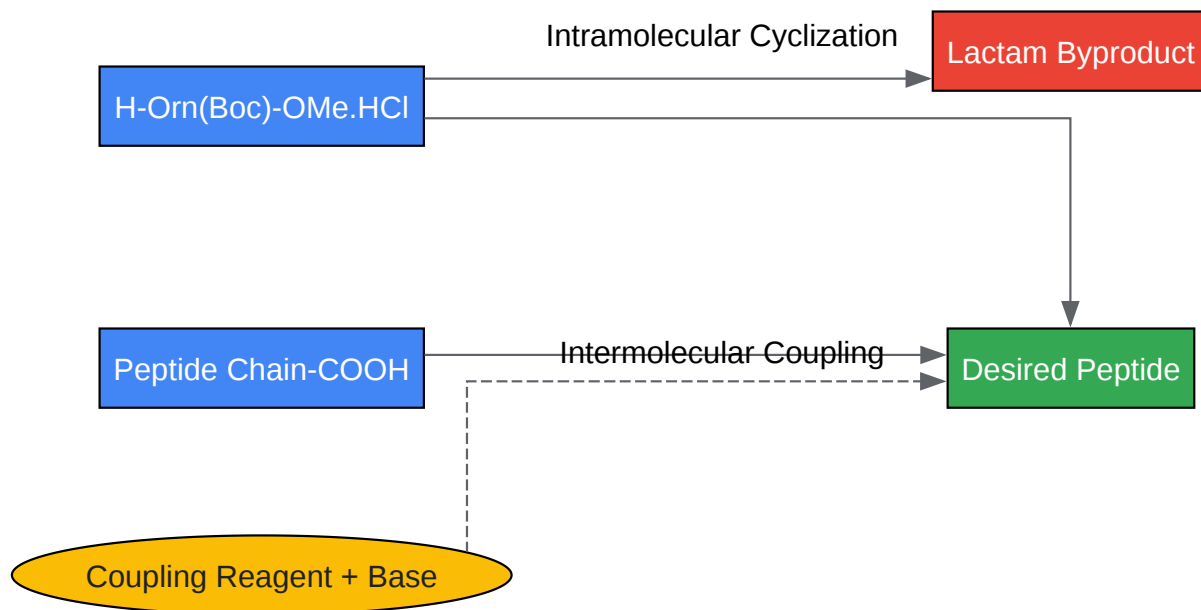 Intramolecular Cyclization
Lactam Byproduct
H-Orn(Boc)-OMe.HCl
Intermolecular Coupling
Peptide Chain-COOH
Desired Peptide
Coupling Reagent + Base